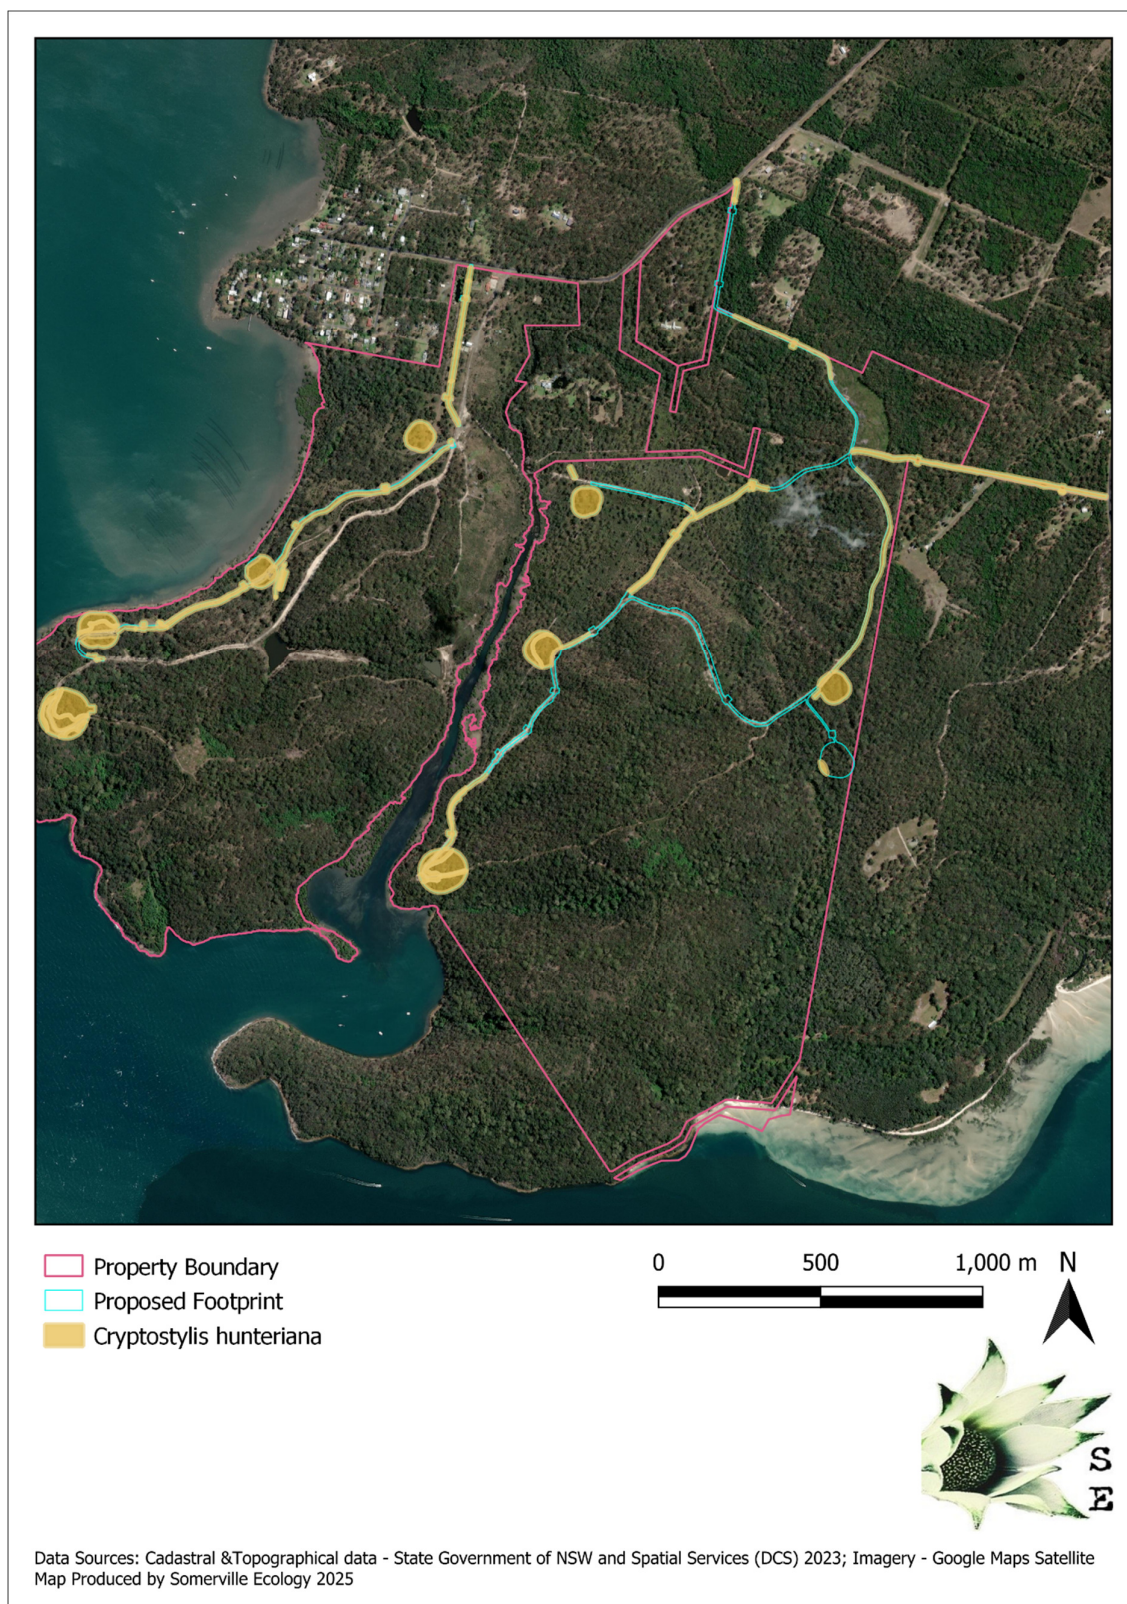 Property Boundary
Proposed Footprint
Cryptostylis hunteriana
0 500 1,000 m N
S
E
Data Sources: Cadastral &Topographical data - State Government of NSW and Spatial Services (DCS) 2023; Imagery - Google Maps Satellite
Map Produced by Somerville Ecology 2025